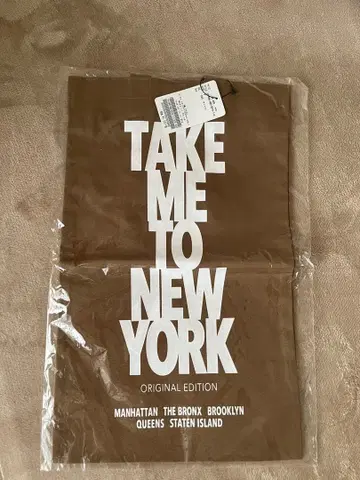 TAKE
ME
TO
NEW
YORK
ORIGINAL EDITION
MANHATTAN THE BRONX BROOKLYN
QUEENS STATEN ISLAND